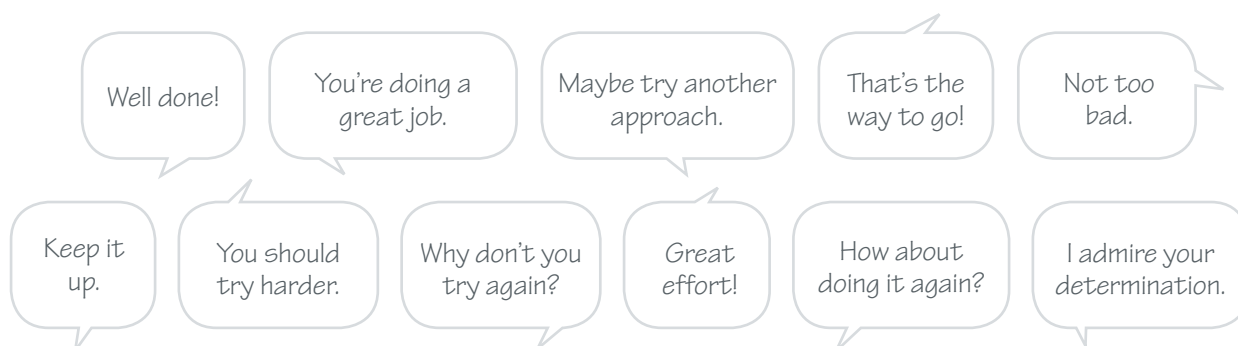 Well done!
You're doing a
great job.
Maybe try another
approach.
That's the
way to go!
Not too
bad.
Keep it
up.
You should
try harder.
Why don't you
try again?
Great
effort!
How about
doing it again?
I admire your
determination.